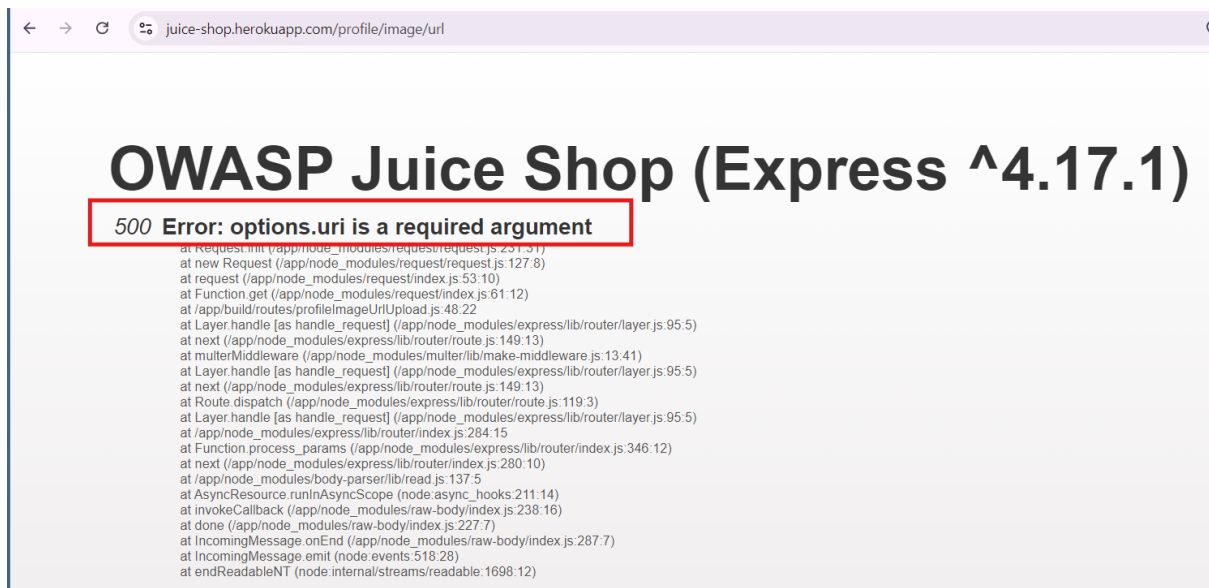 juice-shop.herokuapp.com/profile/image/url
OWASP Juice Shop (Express ^4.17.1)
500 Error: options.uri is a required argument
at Request.init (/app/node_modules/request/request.js:231:31)
at new Request (/app/node_modules/request/request.js:127:8)
at request (/app/node_modules/request/index.js:53:10)
at Function.get (/app/node_modules/request/index.js:61:12)
at /app/build/routes/profileImageUrlUpload.js:48:22
at Layer.handle [as handle_request] (/app/node_modules/express/lib/router/layer.js:95:5)
at next (/app/node_modules/express/lib/router/route.js:149:13)
at multerMiddleware (/app/node_modules/multer/lib/make-middleware.js:13:41)
at Layer.handle [as handle_request] (/app/node_modules/express/lib/router/layer.js:95:5)
at next (/app/node_modules/express/lib/router/route.js:149:13)
at Route.dispatch (/app/node_modules/express/lib/router/route.js:119:3)
at Layer.handle [as handle_request] (/app/node_modules/express/lib/router/layer.js:95:5)
at /app/node_modules/express/lib/router/index.js:284:15
at Function.process_params (/app/node_modules/express/lib/router/index.js:346:12)
at next (/app/node_modules/express/lib/router/index.js:280:10)
at /app/node_modules/body-parser/lib/read.js:137:5
at AsyncResource.runInAsyncScope (node:async_hooks:211:14)
at invokeCallback (/app/node_modules/raw-body/index.js:238:16)
at done (/app/node_modules/raw-body/index.js:227:7)
at IncomingMessage.onEnd (/app/node_modules/raw-body/index.js:287:7)
at IncomingMessage.emit (node:events:518:28)
at endReadableNT (node:internal/streams/readable:1698:12)